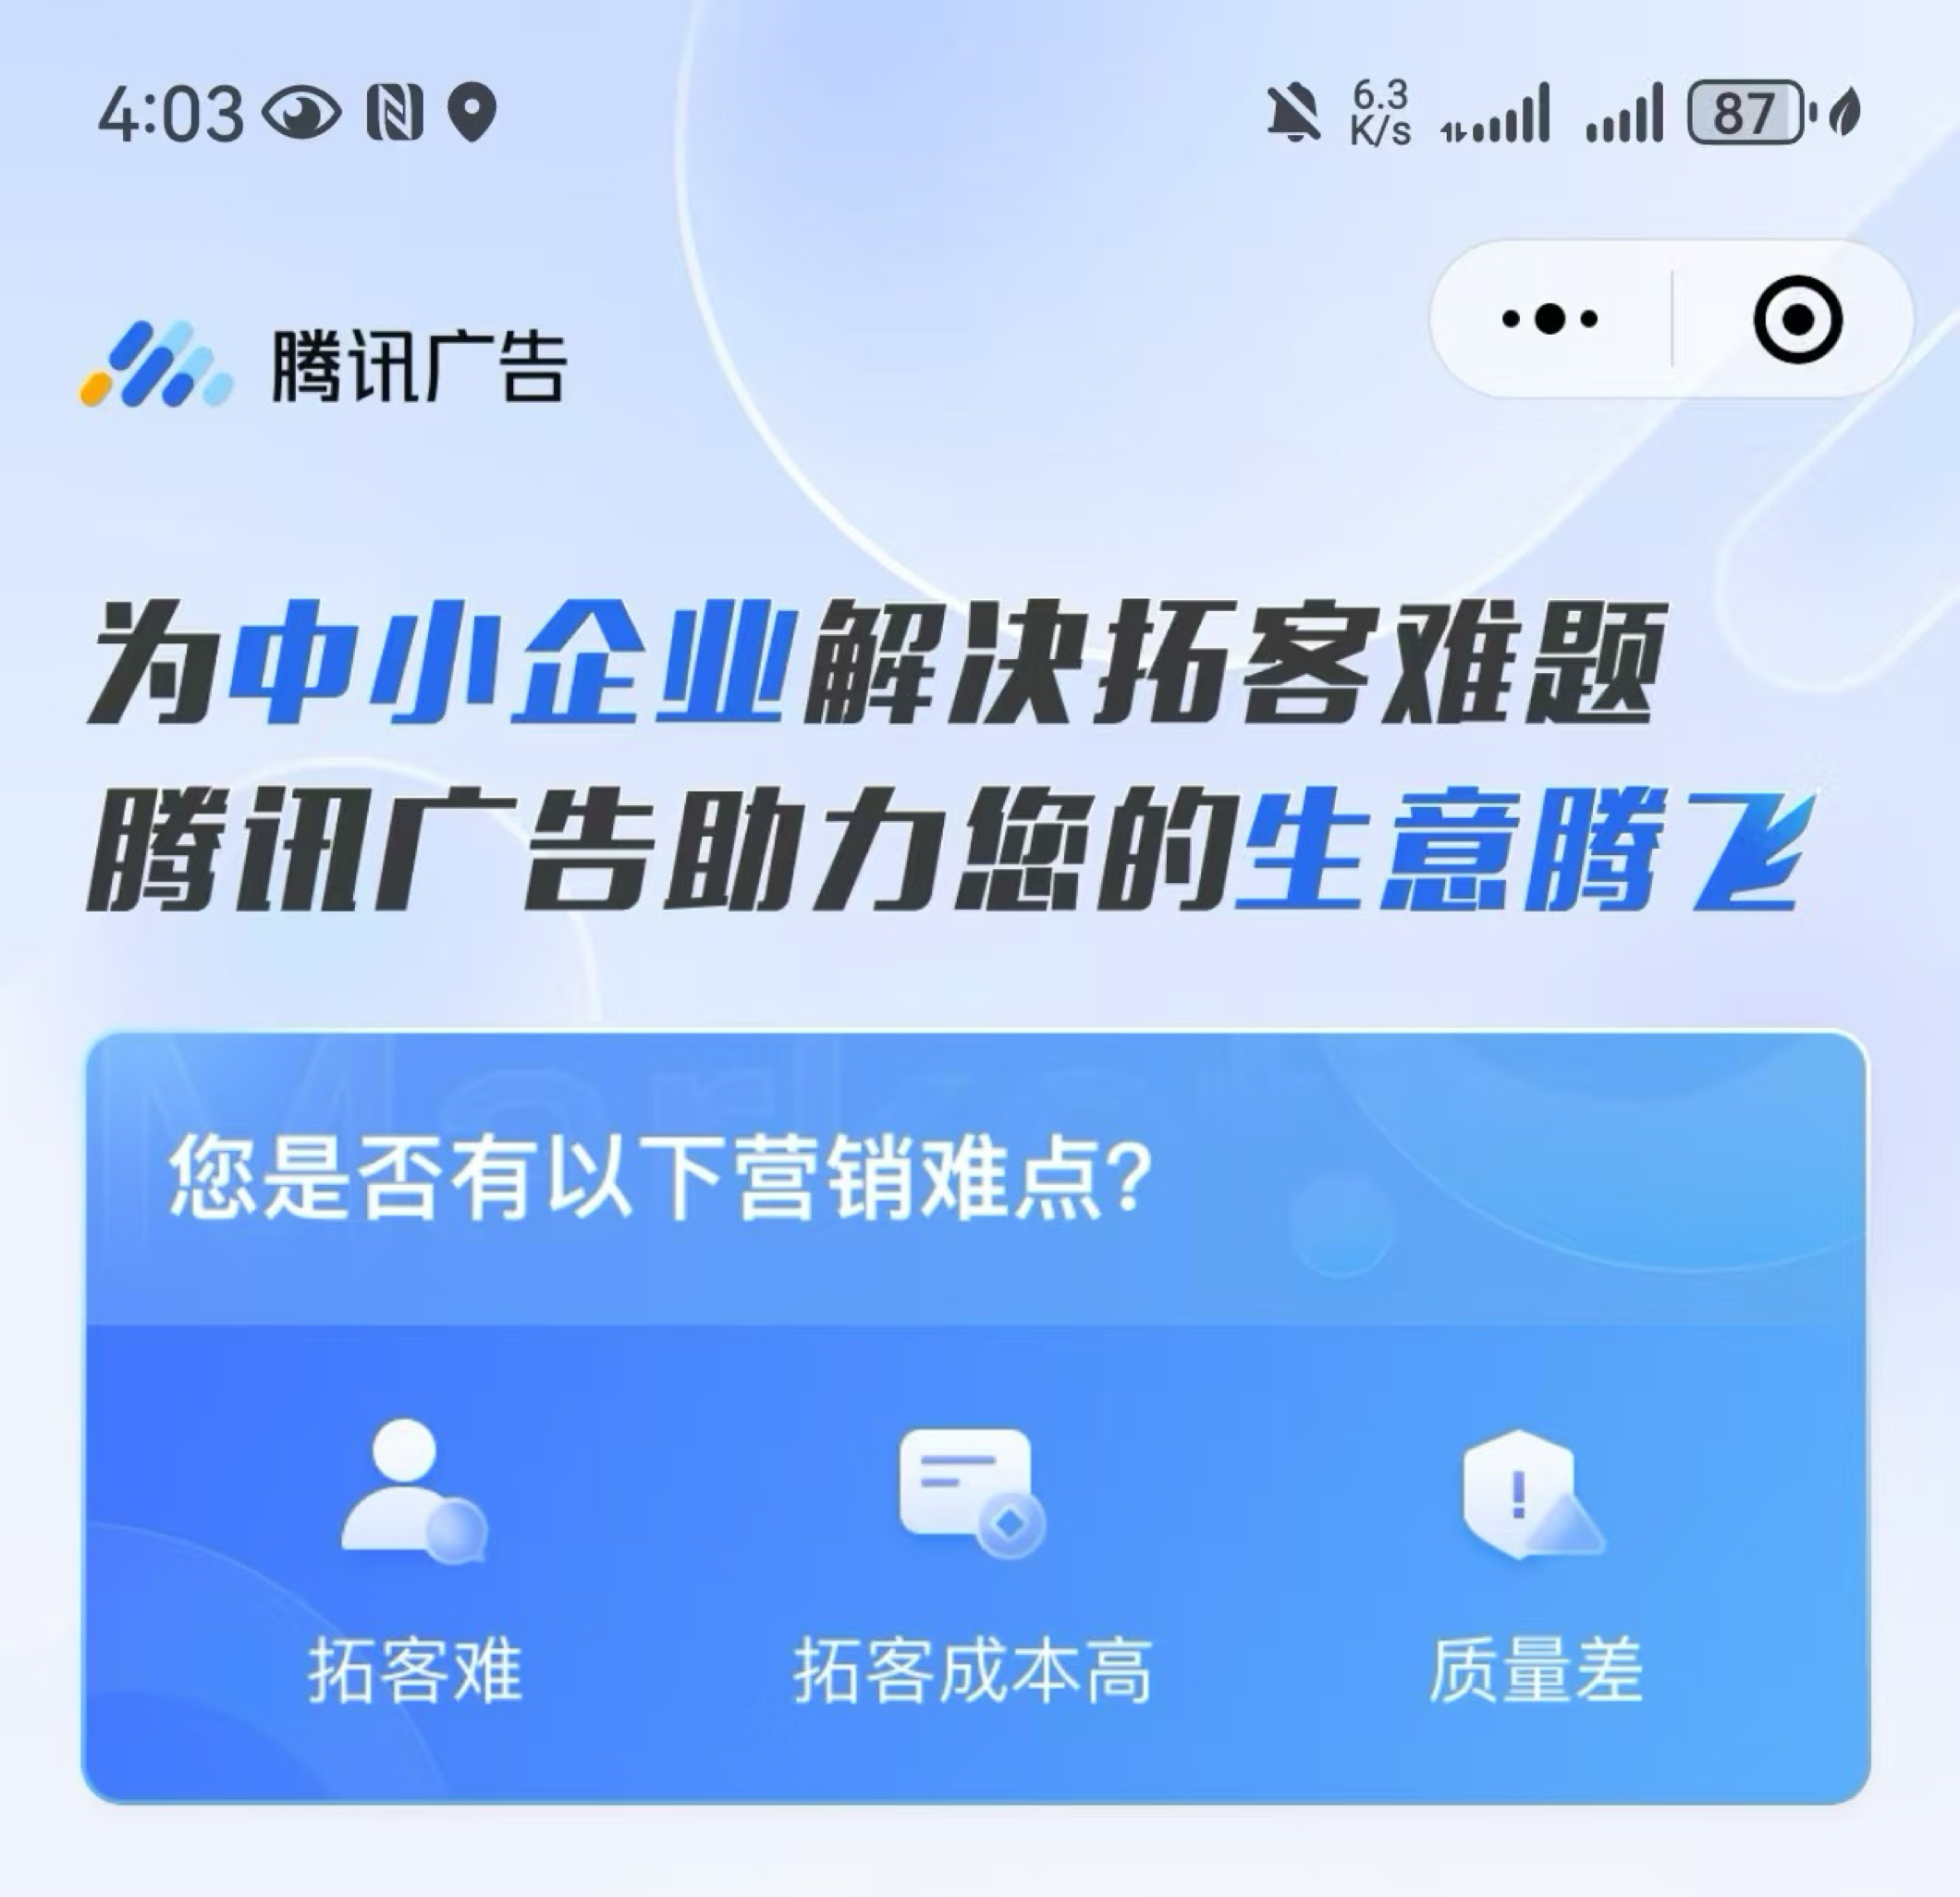 4:03
6.3
K/s
87
腾讯广告
为中小企业解决拓客难题
腾讯广告助力您的生意腾飞
Market
您是否有以下营销难点?
拓客难
拓客成本高
质量差